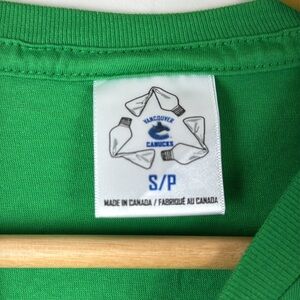 VANCOUVER
CANUCKS
S/P
MADE IN CANADA / FABRIQUÉ AU CANADA